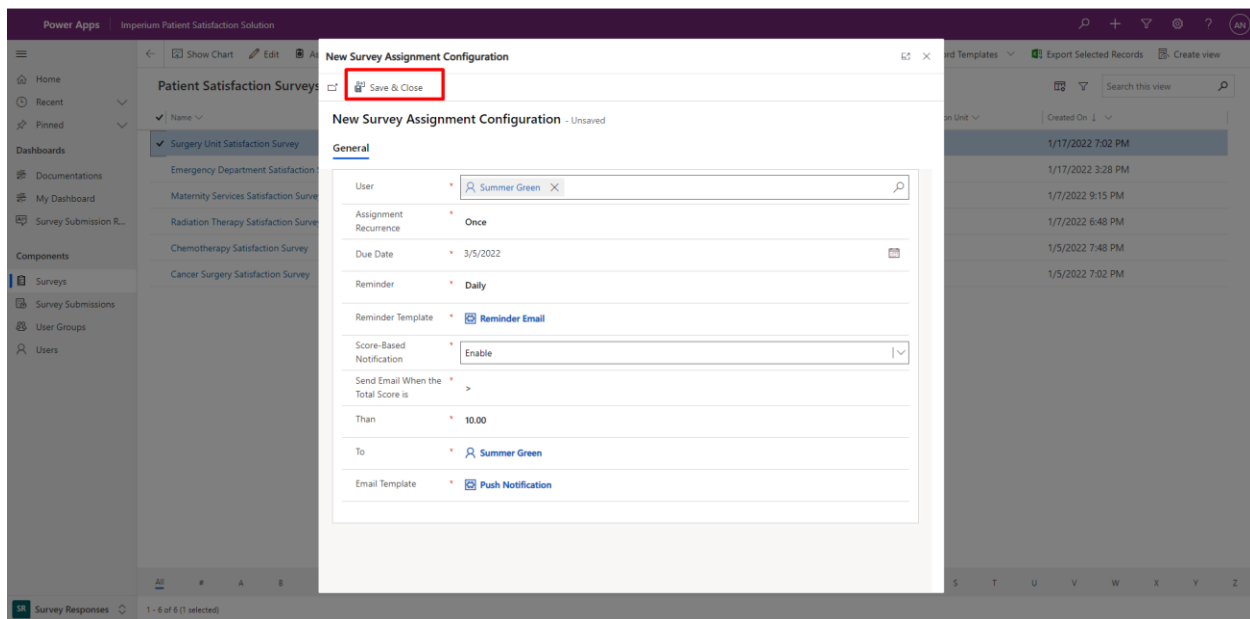 Power Apps Imperium Patient Satisfaction Solution
AN
Show Chart Edit
New Survey Assignment Configuration
Export Selected Records Create view
Home
Recent
Pinned
Dashboards
Documentations
My Dashboard
Survey Submission R...
Components
Surveys
Survey Submissions
User Groups
Users
SR Survey Responses
Patient Satisfaction Surveys
Search this view
Name
Created On
Surgery Unit Satisfaction Survey 1/17/2022 7:02 PM
Emergency Department Satisfaction 1/17/2022 3:28 PM
Maternity Services Satisfaction Surve 1/7/2022 9:15 PM
Radiation Therapy Satisfaction Surve 1/7/2022 6:48 PM
Chemotherapy Satisfaction Survey 1/5/2022 7:48 PM
Cancer Surgery Satisfaction Survey 1/5/2022 7:02 PM
Save & Close
New Survey Assignment Configuration - Unsaved
General
User * Summer Green
Assignment
Recurrence * Once
Due Date * 3/5/2022
Reminder * Daily
Reminder Template * Reminder Email
Score-Based
Notification * Enable
Send Email When the
Total Score is * >
Than * 10.00
To * Summer Green
Email Template * Push Notification
All # A B S T U V W X Y Z
1 - 6 of 6 (1 selected)